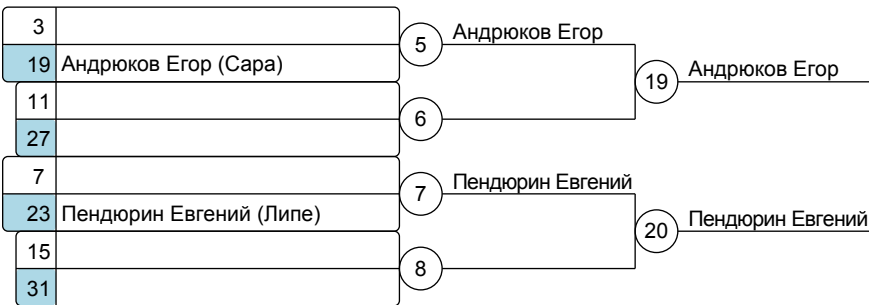 3
5
Андрюков Егор
19 Андрюков Егор (Сара)
19
Андрюков Егор
11
6
27
7
7
Пендюрин Евгений
23 Пендюрин Евгений (Липе)
20
Пендюрин Евгений
15
8
31